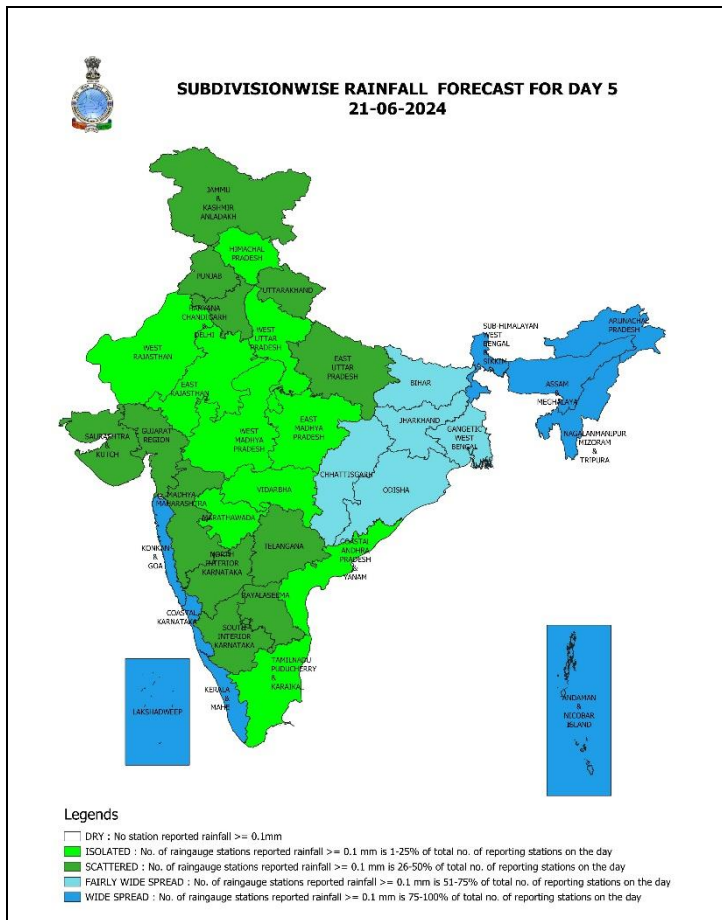 SUBDIVISIONWISE RAINFALL FORECAST FOR DAY 5
21-06-2024
JAMMU
&
KASHMIR
ANLADAKH
HIMACHAL
PRADESH
PUNJAB
UTTARAKHAND
HARYANA
CHANDIGARH
&
DELHI
WEST
UTTAR
PRADESH
WEST
RAJASTHAN
EAST
UTTAR
PRADESH
EAST
RAJASTHAN
SUB-HIMALAYAN
WEST
BENGAL
&
SIKKIM
ARUNACHAL
PRADESH
ASSAM
&
MEGHALAYA
NAGALANMANIPUR
MIZORAM
&
TRIPURA
BIHAR
JHARKHAND
GANGETIC
WEST
BENGAL
WEST
MADHYA
PRADESH
EAST
MADHYA
PRADESH
SAURASHTRA
&
KUTCH
GUJARAT
REGION
CHHATTISGARH
ODISHA
VIDARBHA
MADHYA
MAHARASHTRA
MARATHAWADA
KONKAN
&
GOA
TELANGANA
COASTAL
ANDHRA
PRADESH
&
YANAM
NORTH
INTERIOR
KARNATAKA
RAYALASEEMA
COASTAL
KARNATAKA
SOUTH
INTERIOR
KARNATAKA
TAMILNADU
PUDUCHERRY
&
KARAIKAL
KERALA
&
MAHE
LAKSHADWEEP
ANDAMAN
&
NICOBAR
ISLAND
Legends
DRY : No station reported rainfall >= 0.1mm
ISOLATED : No. of raingauge stations reported rainfall >= 0.1 mm is 1-25% of total no. of reporting stations on the day
SCATTERED : No. of raingauge stations reported rainfall >= 0.1 mm is 26-50% of total no. of reporting stations on the day
FAIRLY WIDE SPREAD : No. of raingauge stations reported rainfall >= 0.1 mm is 51-75% of total no. of reporting stations on the day
WIDE SPREAD : No. of raingauge stations reported rainfall >= 0.1 mm is 75-100% of total no. of reporting stations on the day